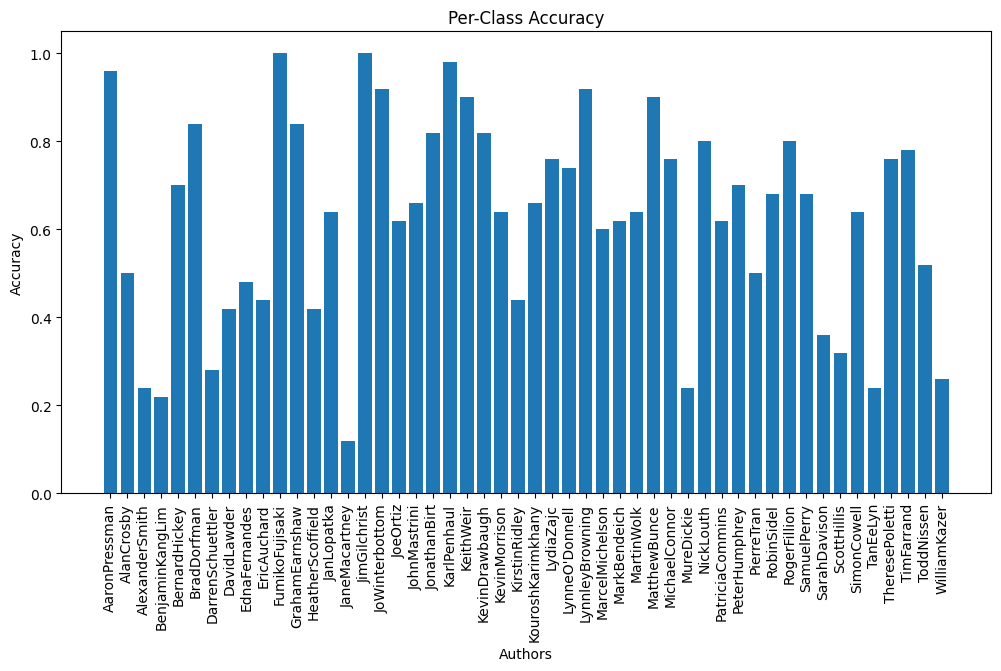 Per-Class Accuracy
Accuracy
1.0
0.8
0.6
0.4
0.2
0.0
AaronPressman
AlanCrosby
AlexanderSmith
BenjaminKangLim
BernardHickey
BradDorfman
DarrenSchuettler
DavidLawder
EdnaFernandes
EricAuchard
FumikoFujisaki
GrahamEarnshaw
HeatherScoffield
JanLopatka
JaneMacartney
JimGilchrist
JoWinterbottom
JoeOrtiz
JohnMastrini
JonathanBirt
KarlPenhaul
KeithWeir
KevinDrawbaugh
KevinMorrison
KirstinRidley
KouroshKarimkhany
LydiaZajc
LynneO'Donnell
LynnleyBrowning
MarcelMichelson
MarkBendeich
MartinWolk
MatthewBunce
MichaelConnor
MureDickie
NickLouth
PatriciaCommins
PeterHumphrey
PierreTran
RobinSidel
RogerFillion
SamuelPerry
SarahDavison
ScottHillis
SimonCowell
TanEeLyn
TheresePoletti
TimFarrand
ToddNissen
WilliamKazer
Authors